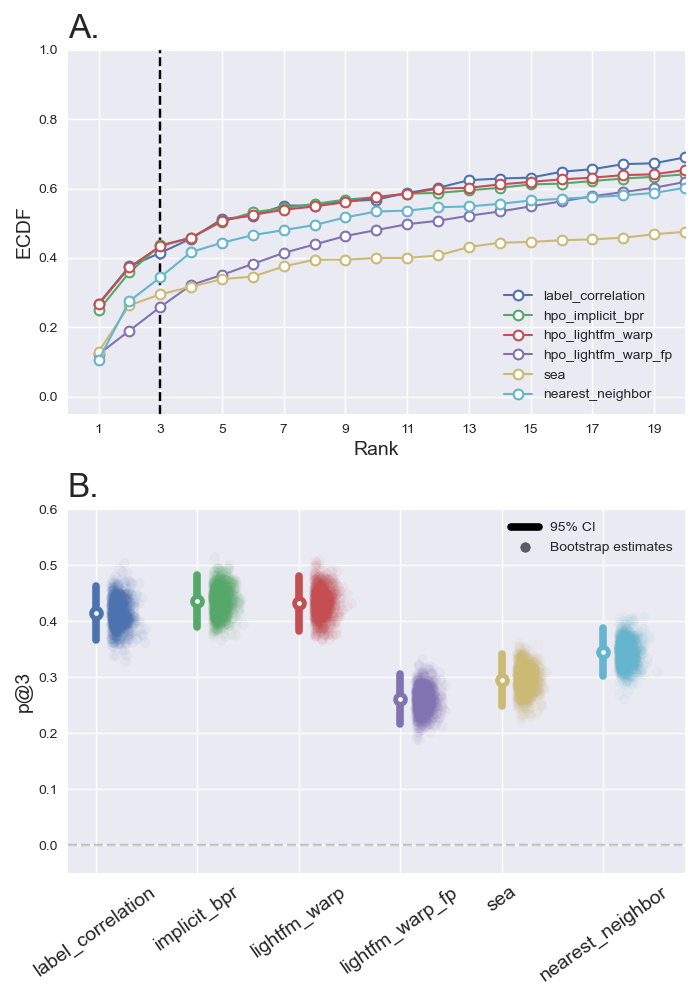 A.
1.0
0.8
0.6
0.4
0.2
0.0
ECDF
label_correlation
hpo_implicit_bpr
hpo_lightfm_warp
hpo_lightfm_warp_fp
sea
nearest_neighbor
1 3 5 7 9 11 13 15 17 19
Rank
B.
0.6
0.5
0.4
0.3
0.2
0.1
0.0
p@3
95% CI
Bootstrap estimates
label_correlation
implicit_bpr
lightfm_warp
lightfm_warp_fp
sea
nearest_neighbor